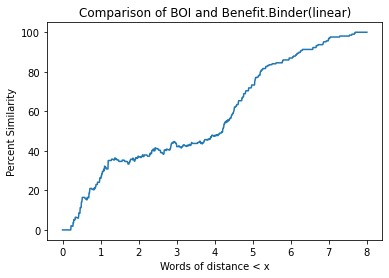 Comparison of BOI and Benefit.Binder(linear)
100
80
60
40
20
0
Percent Similarity
0 1 2 3 4 5 6 7 8
Words of distance < x